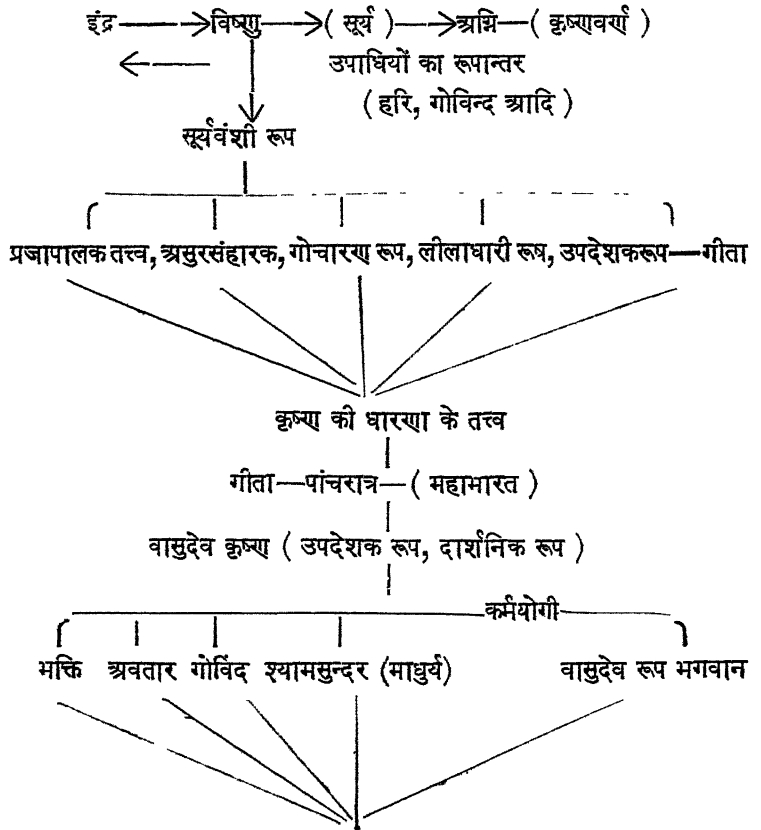 इंद्र → विष्णु → ( सूर्य ) → अग्नि — ( कृष्णवर्ण )
← उपाधियों का रूपान्तर
( हरि, गोविन्द आदि )
सूर्यवंशी रूप
प्रजापालक तत्त्व, असुरसंहारक, गोचारण रूप, लीलाधारी रूष, उपदेशकरूप—गीता
कृष्ण की धारणा के तत्त्व
गीता—पांचरात्र—( महाभारत )
वासुदेव कृष्ण ( उपदेशक रूप, दार्शनिक रूप )
कर्मयोगी
भक्ति अवतार गोविंद श्यामसुन्दर (माधुर्य) वासुदेव रूप भगवान